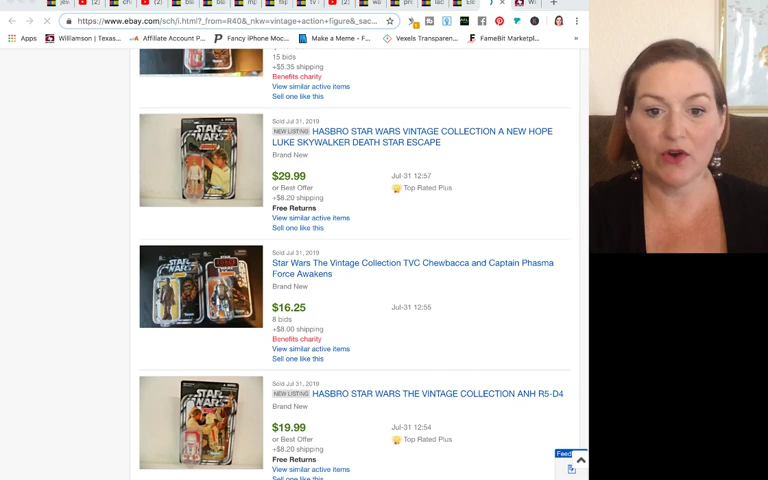 https://www.ebay.com/sch/i.html?_from=R40&_nkw=vintage+action+figure&_sac...
Apps
Williamson | Texas...
Affiliate Account P...
Fancy iPhone Moc...
Make a Meme - F...
Vexels Transparen...
FameBit Marketpl...
»
15 bids
+$5.35 shipping
Benefits charity
View similar active items
Sell one like this
Sold Jul 31, 2019
NEW LISTING HASBRO STAR WARS VINTAGE COLLECTION A NEW HOPE
LUKE SKYWALKER DEATH STAR ESCAPE
Brand New
$29.99 Jul-31 12:57
or Best Offer Top Rated Plus
+$8.20 shipping
Free Returns
View similar active items
Sell one like this
STAR WARS
Sold Jul 31, 2019
Star Wars The Vintage Collection TVC Chewbacca and Captain Phasma
Force Awakens
Brand New
$16.25 Jul-31 12:55
8 bids
+$8.00 shipping
Benefits charity
View similar active items
Sell one like this
Sold Jul 31, 2019
NEW LISTING HASBRO STAR WARS THE VINTAGE COLLECTION ANH R5-D4
Brand New
$19.99 Jul-31 12:54
or Best Offer Top Rated Plus
+$8.20 shipping
Free Returns
View similar active items
STAR WARS
Feed